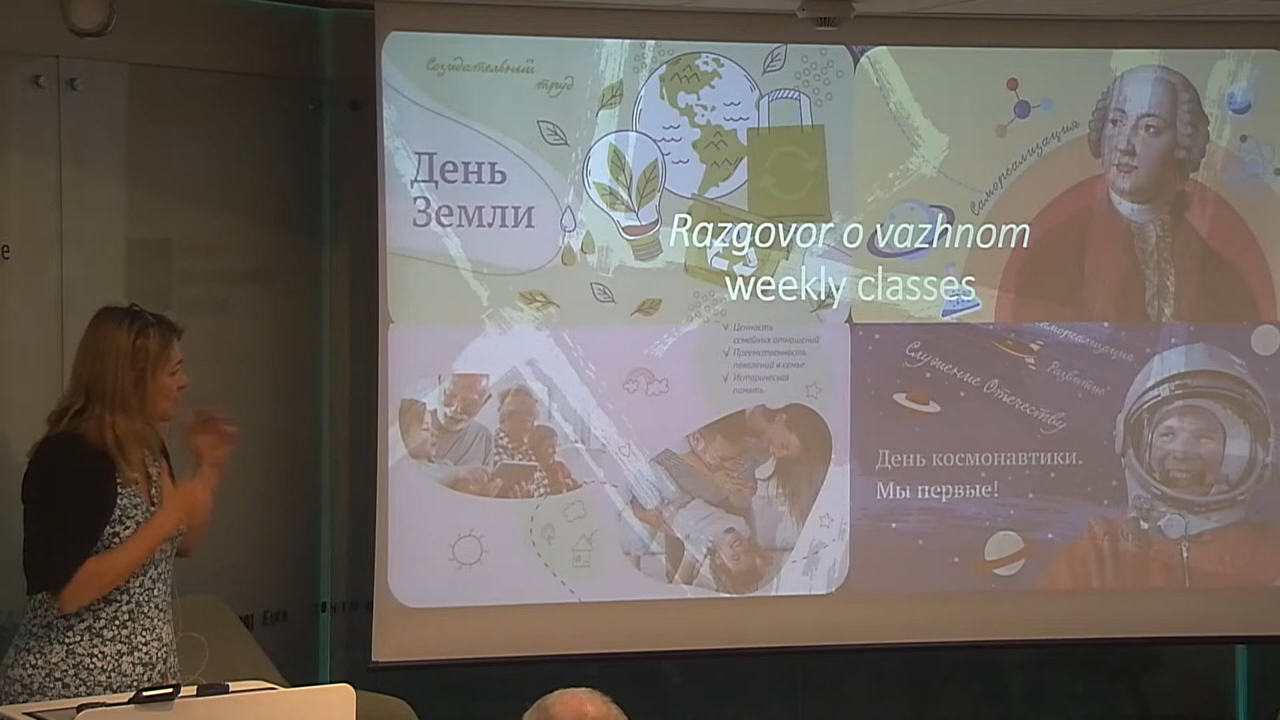 Созидательный
труд
День
Земли
Самореализация
Razgovor o vazhnom
weekly classes
√ Ценность
семейных отношений
√ Преемственность
поколений в семье
√ Историческая
память
Самореализация
Развитие
Служение Отечеству
День космонавтики.
Мы первые!
e